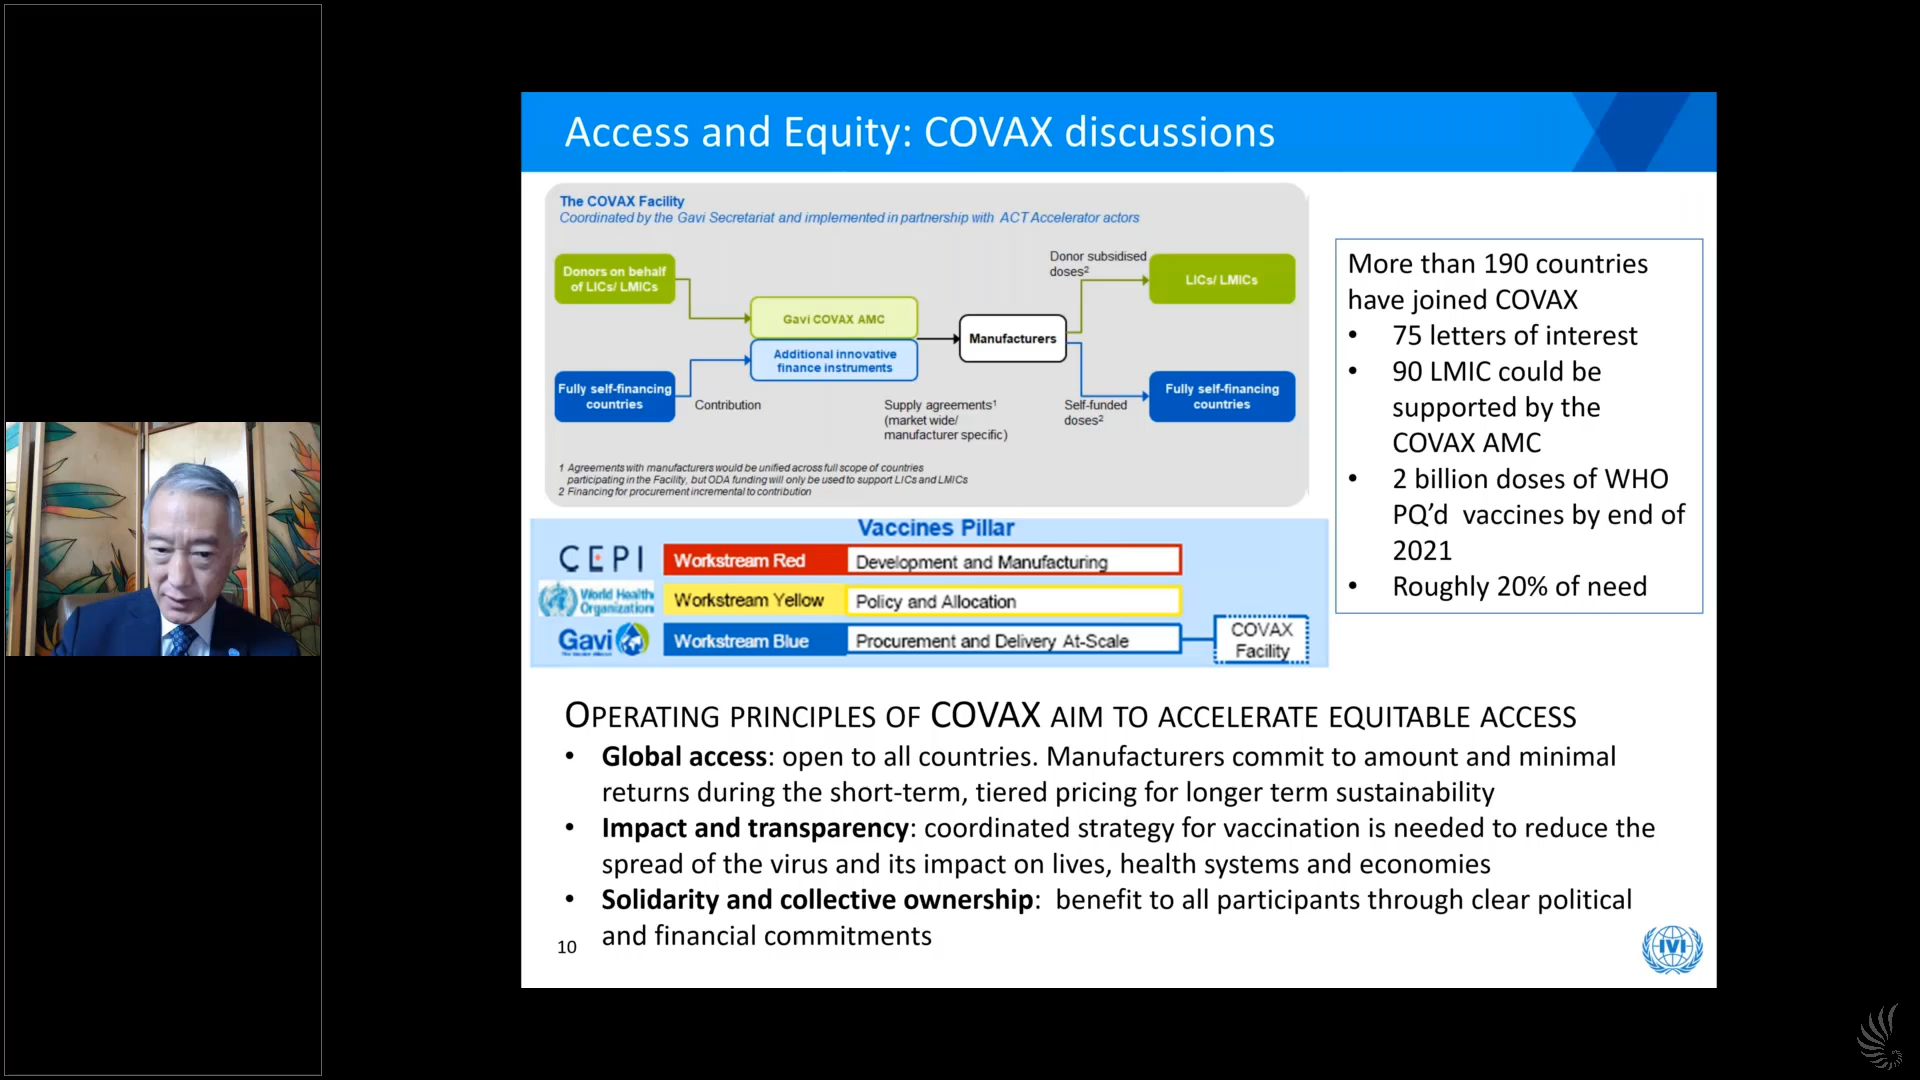 Access and Equity: COVAX discussions
The COVAX Facility
Coordinated by the Gavi Secretariat and implemented in partnership with ACT Accelerator actors
Donors on behalf
of LICs/ LMICs
Gavi COVAX AMC
Additional innovative
finance instruments
Fully self-financing
countries
Contribution
Supply agreements¹
(market wide/
manufacturer specific)
Manufacturers
Donor subsidised
doses²
LICs/ LMICs
Self-funded
doses²
Fully self-financing
countries
1 Agreements with manufacturers would be unified across full scope of countries
participating in the Facility, but ODA funding will only be used to support LICs and LMICs
2 Financing for procurement incremental to contribution
More than 190 countries
have joined COVAX
• 75 letters of interest
• 90 LMIC could be
supported by the
COVAX AMC
• 2 billion doses of WHO
PQ’d vaccines by end of
2021
• Roughly 20% of need
Vaccines Pillar
CEPI Workstream Red Development and Manufacturing
World Health
Organization
Workstream Yellow Policy and Allocation
Gavi
The Vaccine Alliance
Workstream Blue Procurement and Delivery At-Scale
COVAX
Facility
OPERATING PRINCIPLES OF COVAX AIM TO ACCELERATE EQUITABLE ACCESS
• Global access: open to all countries. Manufacturers commit to amount and minimal
returns during the short-term, tiered pricing for longer term sustainability
• Impact and transparency: coordinated strategy for vaccination is needed to reduce the
spread of the virus and its impact on lives, health systems and economies
• Solidarity and collective ownership: benefit to all participants through clear political
and financial commitments
10
IVI